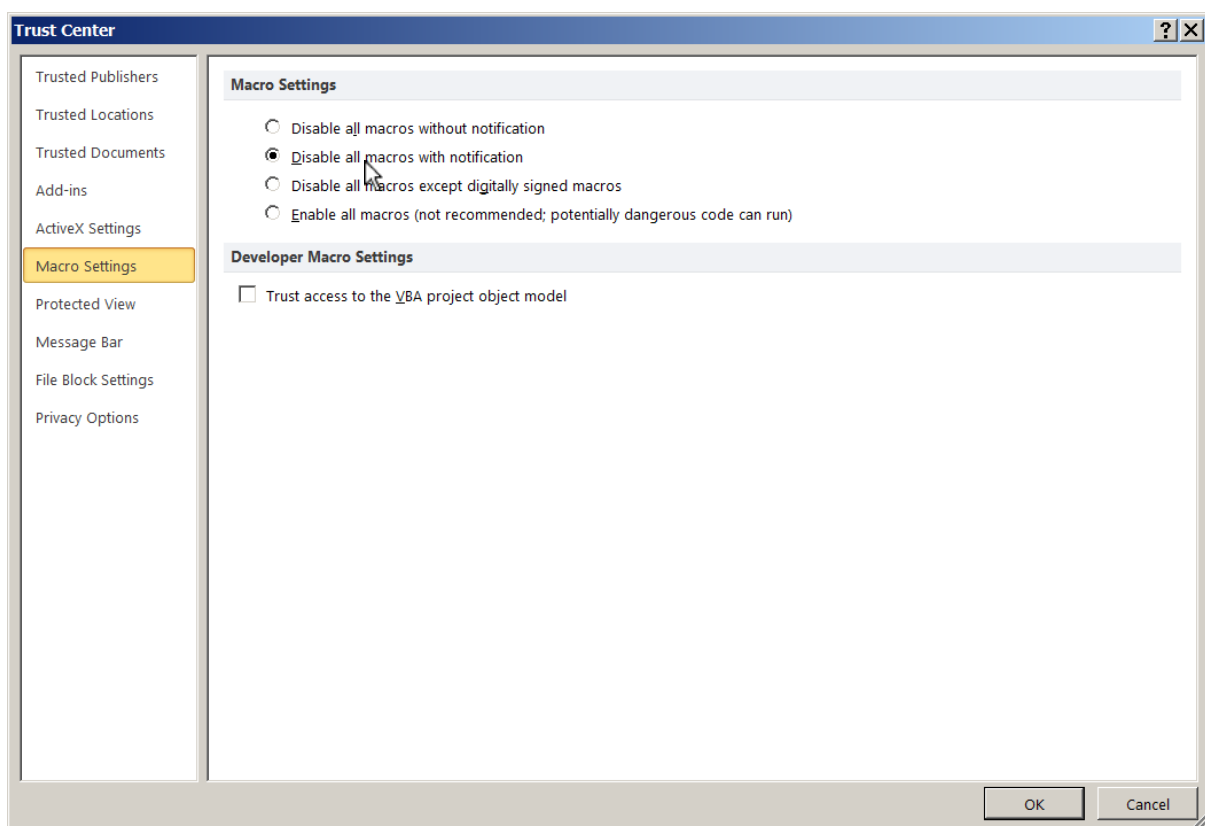 Trust Center
Trusted Publishers
Trusted Locations
Trusted Documents
Add-ins
ActiveX Settings
Macro Settings
Protected View
Message Bar
File Block Settings
Privacy Options
Macro Settings
Disable all macros without notification
Disable all macros with notification
Disable all macros except digitally signed macros
Enable all macros (not recommended; potentially dangerous code can run)
Developer Macro Settings
Trust access to the VBA project object model
OK
Cancel